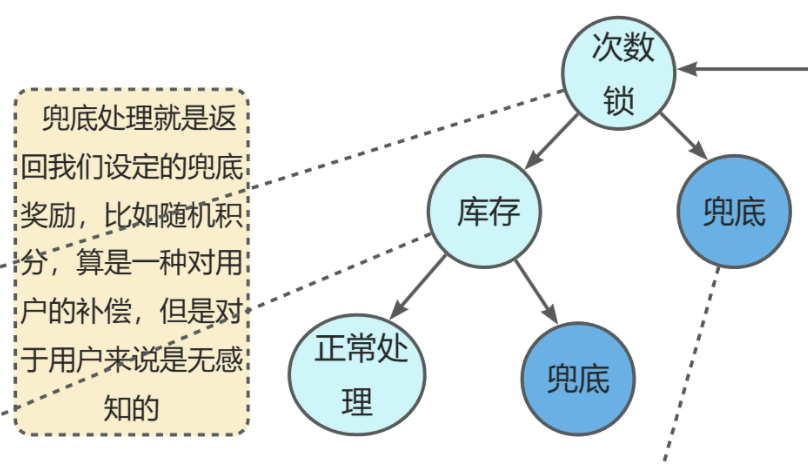 兜底处理就是返
回我们设定的兜底
奖励，比如随机积
分，算是一种对用
户的补偿，但是对
于用户来说是无感
知的
次数
锁
库存
兜底
正常处
理
兜底